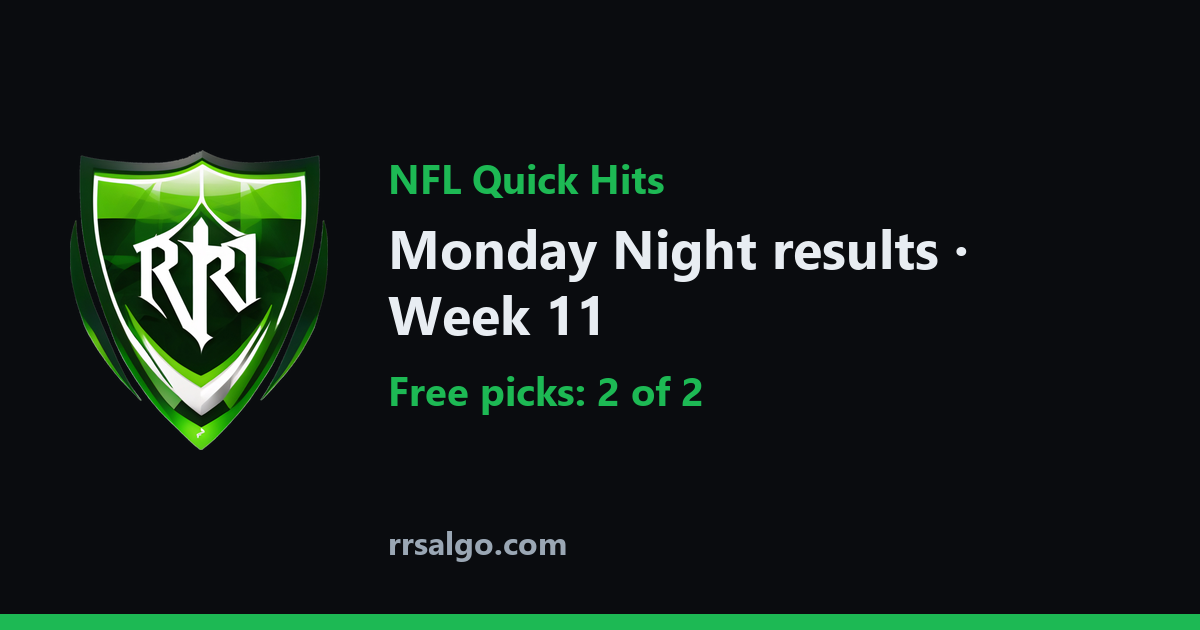 NFL Quick Hits
Monday Night results ·
Week 11
Free picks: 2 of 2
rrsalgo.com